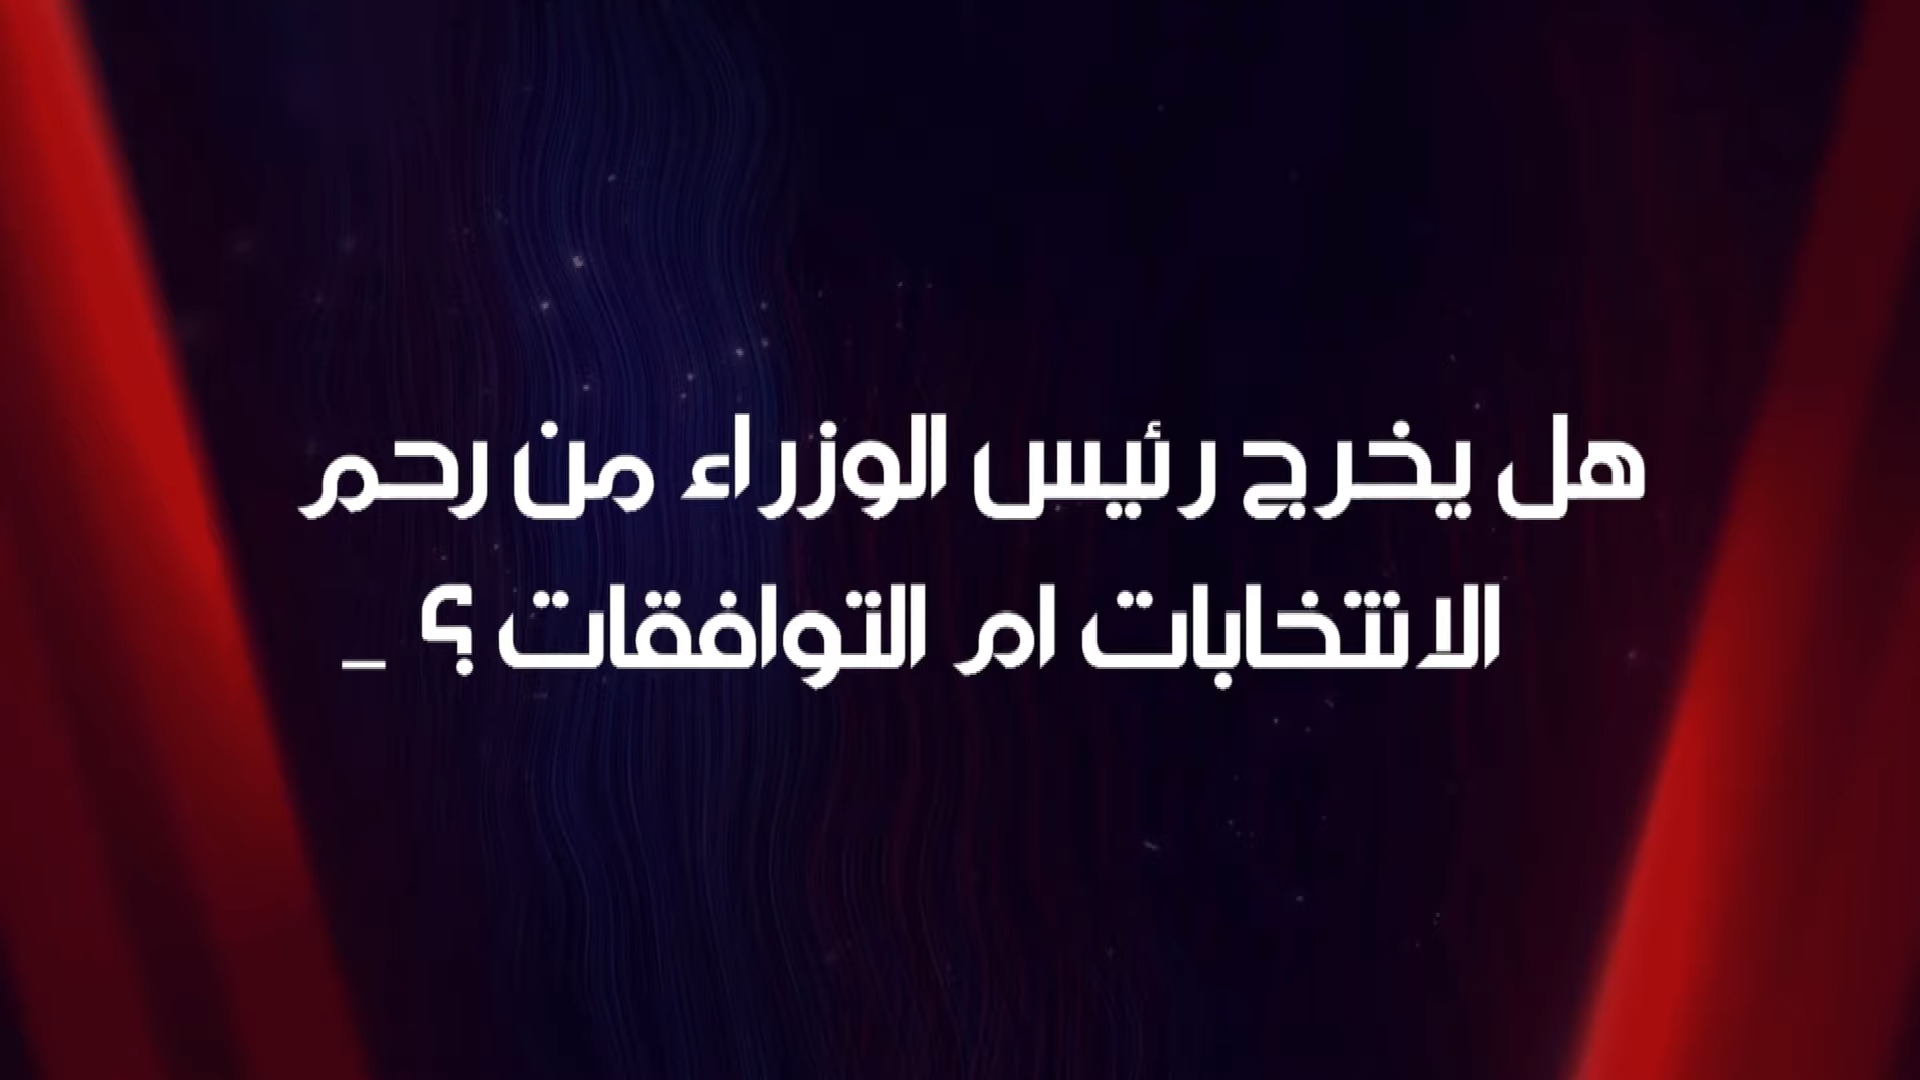 هل يخرج رئيس الوزراء من رحم
الانتخابات ام التوافقات ؟ _